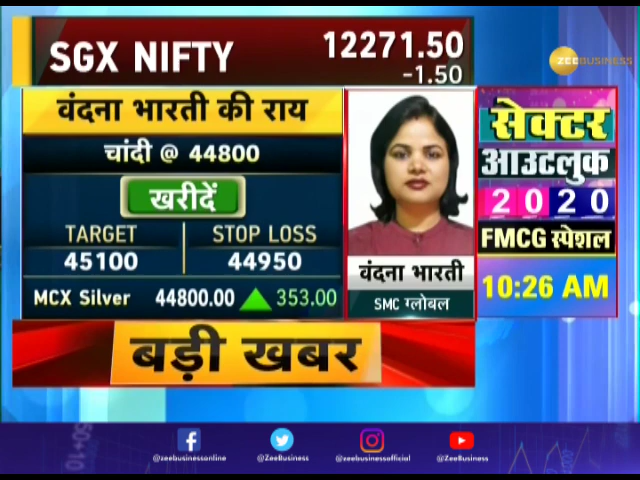 SGX NIFTY
12271.50
-1.50
ZEEBUSINESS
वंदना भारती की राय
चांदी @ 44800
खरीदें
TARGET
STOP LOSS
45100
44950
MCX Silver 44800.00 353.00
वंदना भारती
SMC ग्लोबल
सेक्टर
आउटलुक
2020
FMCG स्पेशल
10:26 AM
बड़ी खबर
@zeebusinessonline
@ZeeBusiness
@zeebusinessofficial
@ZeeBusiness